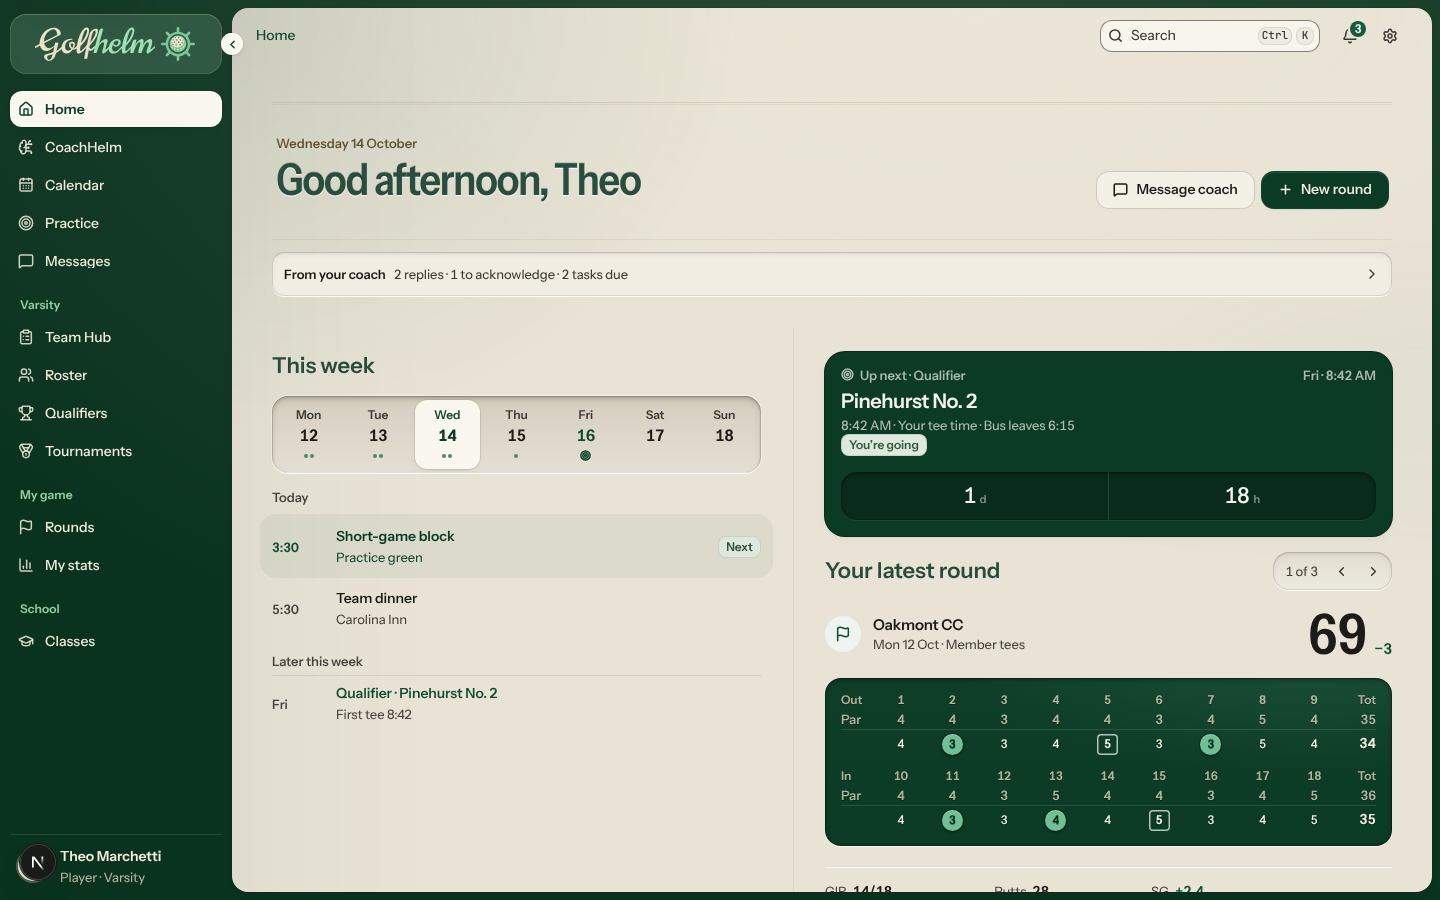 Golfhelm
Home
CoachHelm
Calendar
Practice
Messages
Varsity
Team Hub
Roster
Qualifiers
Tournaments
My game
Rounds
My stats
School
Classes
N
Theo Marchetti
Player · Varsity
Home
Search Ctrl K
3
Wednesday 14 October
Good afternoon, Theo
Message coach
New round
From your coach 2 replies · 1 to acknowledge · 2 tasks due
This week
Mon Tue Wed Thu Fri Sat Sun
12 13 14 15 16 17 18
Today
3:30 Short-game block
Practice green
Next
5:30 Team dinner
Carolina Inn
Later this week
Fri Qualifier · Pinehurst No. 2
First tee 8:42
Up next · Qualifier Fri · 8:42 AM
Pinehurst No. 2
8:42 AM · Your tee time · Bus leaves 6:15
You're going
1 d 18 h
Your latest round
1 of 3
Oakmont CC
Mon 12 Oct · Member tees
69 −3
Out 1 2 3 4 5 6 7 8 9 Tot
Par 4 4 3 4 4 3 4 5 4 35
4 3 3 4 5 3 3 5 4 34
In 10 11 12 13 14 15 16 17 18 Tot
Par 4 4 3 5 4 4 3 4 5 36
4 3 3 4 4 5 3 4 5 35
GIR 14/18 Putts 28 SG +2.4